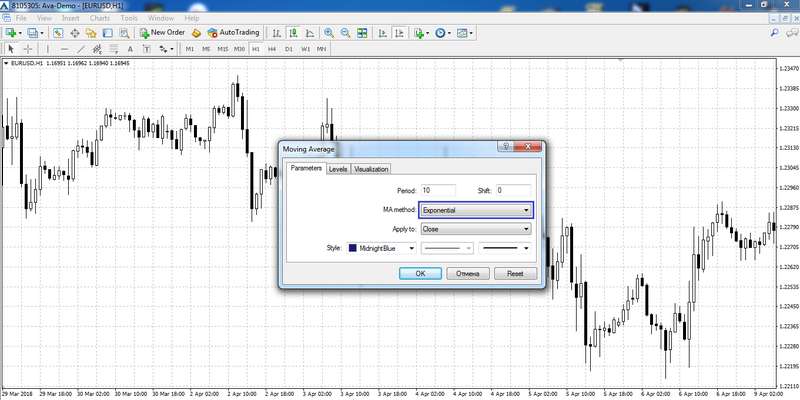 8105305: Ava-Demo - [EURUSD,H1]
File View Insert Charts Tools Window Help
New Order AutoTrading
M1 M5 M15 M30 H1 H4 D1 W1 MN
EURUSD,H1 1.16951 1.16962 1.16940 1.16945
1.23470
1.23385
1.23300
1.23215
1.23130
1.23045
1.22960
1.22875
1.22790
1.22705
1.22620
1.22535
1.22450
1.22365
1.22280
1.22195
1.22110
Moving Average
Parameters Levels Visualization
Period: 10 Shift: 0
MA method: Exponential
Apply to: Close
Style: MidnightBlue
OK Отмена Reset
29 Mar 2018 29 Mar 18:00 30 Mar 02:00 30 Mar 10:00 30 Mar 18:00 2 Apr 02:00 2 Apr 10:00 2 Apr 18:00 3 Apr 02:00 3 Apr 10:00 3 Apr 18:00 4 Apr 02:00 4 Apr 10:00 4 Apr 18:00 5 Apr 02:00 5 Apr 10:00 5 Apr 18:00 6 Apr 02:00 6 Apr 10:00 6 Apr 18:00 9 Apr 02:00